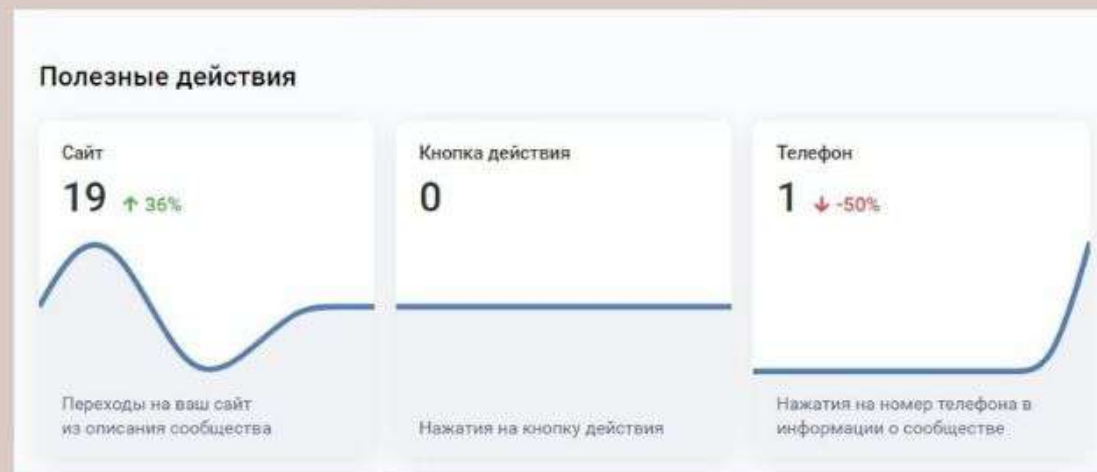 Полезные действия
Сайт
19 ↑ 36%
Переходы на ваш сайт
из описания сообщества
Кнопка действия
0
Нажатия на кнопку действия
Телефон
1 ↓ -50%
Нажатия на номер телефона в
информации о сообществе